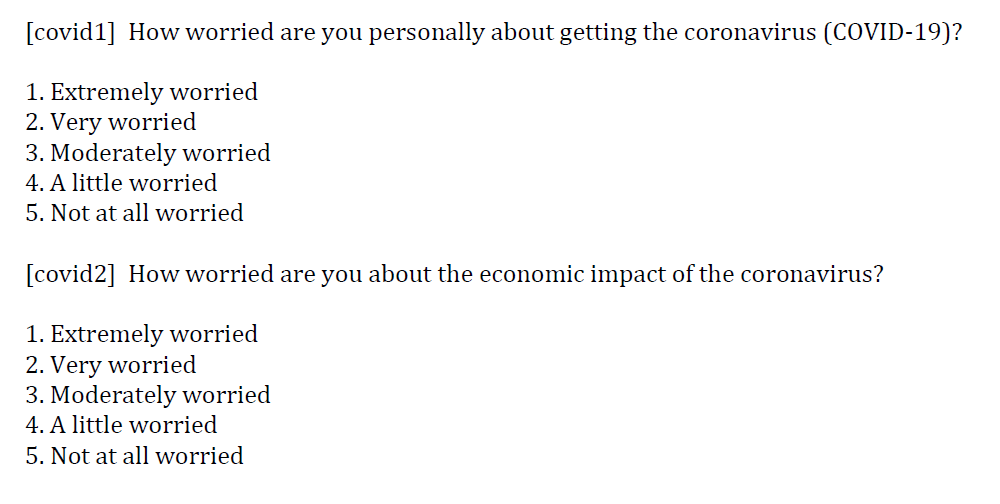 [covid1]  How worried are you personally about getting the coronavirus (COVID-19)?
1. Extremely worried
2. Very worried
3. Moderately worried
4. A little worried
5. Not at all worried
[covid2]  How worried are you about the economic impact of the coronavirus?
1. Extremely worried
2. Very worried
3. Moderately worried
4. A little worried
5. Not at all worried